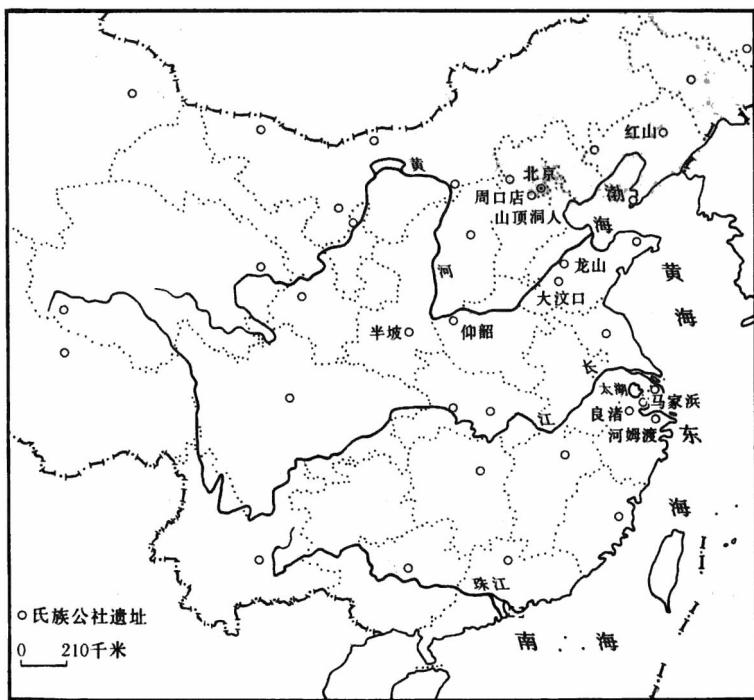 红山
黄
北京
周口店
山顶洞人
渤
海
河
龙山
大汶口
黄
海
半坡
仰韶
长
江
太湖
马家浜
良渚
河姆渡
东
海
珠江
氏族公社遗址
0 210千米
南海